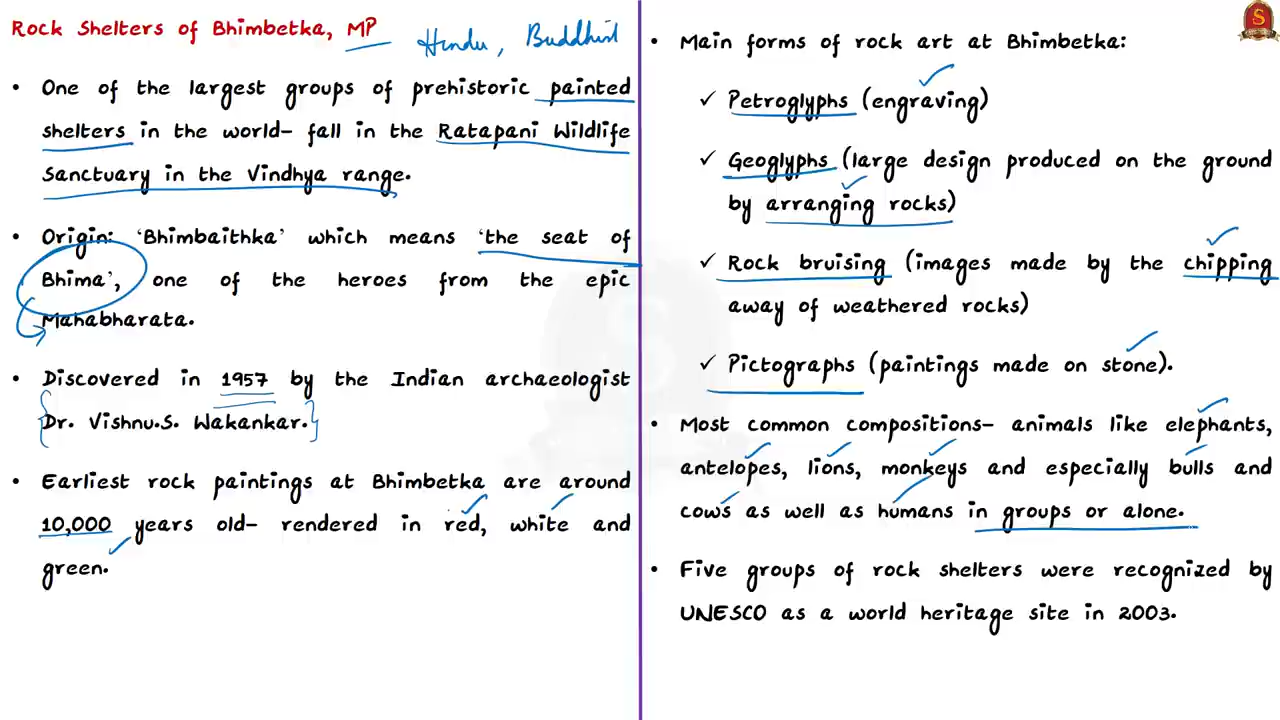 Rock Shelters of Bhimbetka, MP
Hindu, Buddhist
• One of the largest groups of prehistoric painted
shelters in the world- fall in the Ratapani Wildlife
Sanctuary in the Vindhya range.
• Origin: ‘Bhimbaithka’ which means ‘the seat of
Bhima’, one of the heroes from the epic
Mahabharata.
• Discovered in 1957 by the Indian archaeologist
Dr. Vishnu.S. Wakankar.
• Earliest rock paintings at Bhimbetka are around
10,000 years old- rendered in red, white and
green.
• Main forms of rock art at Bhimbetka:
✓ Petroglyphs (engraving)
✓ Geoglyphs (large design produced on the ground
by arranging rocks)
✓ Rock bruising (images made by the chipping
away of weathered rocks)
✓ Pictographs (paintings made on stone).
• Most common compositions- animals like elephants,
antelopes, lions, monkeys and especially bulls and
cows as well as humans in groups or alone.
• Five groups of rock shelters were recognized by
UNESCO as a world heritage site in 2003.
S